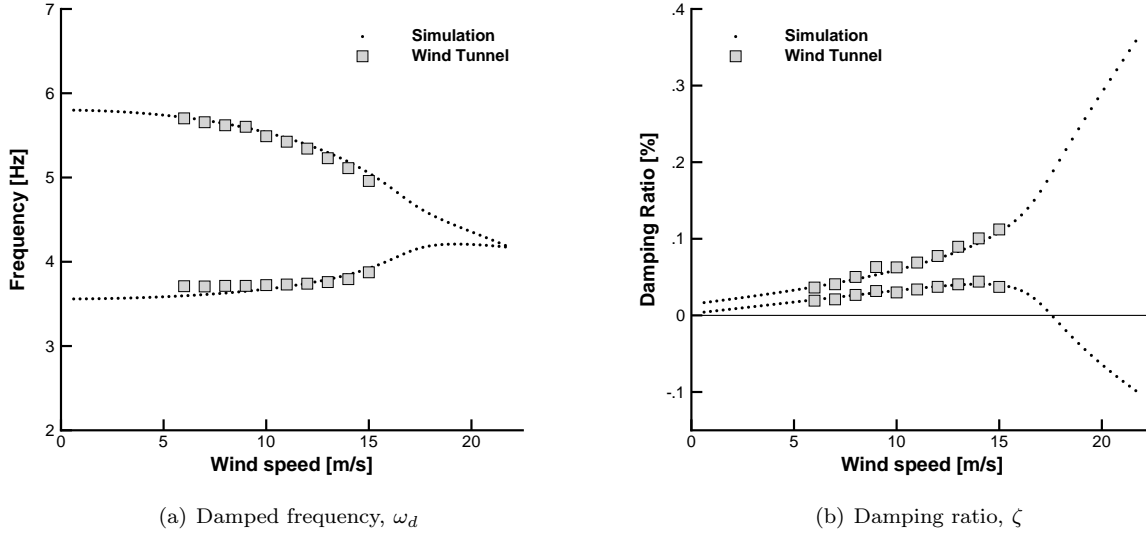 7
6
5
4
3
2
Frequency [Hz]
Simulation
Wind Tunnel
0 5 10 15 20
Wind speed [m/s]
(a) Damped frequency, ω_d
.4
.3
.2
.1
0
-.1
Damping Ratio [%]
Simulation
Wind Tunnel
0 5 10 15 20
Wind speed [m/s]
(b) Damping ratio, ζ